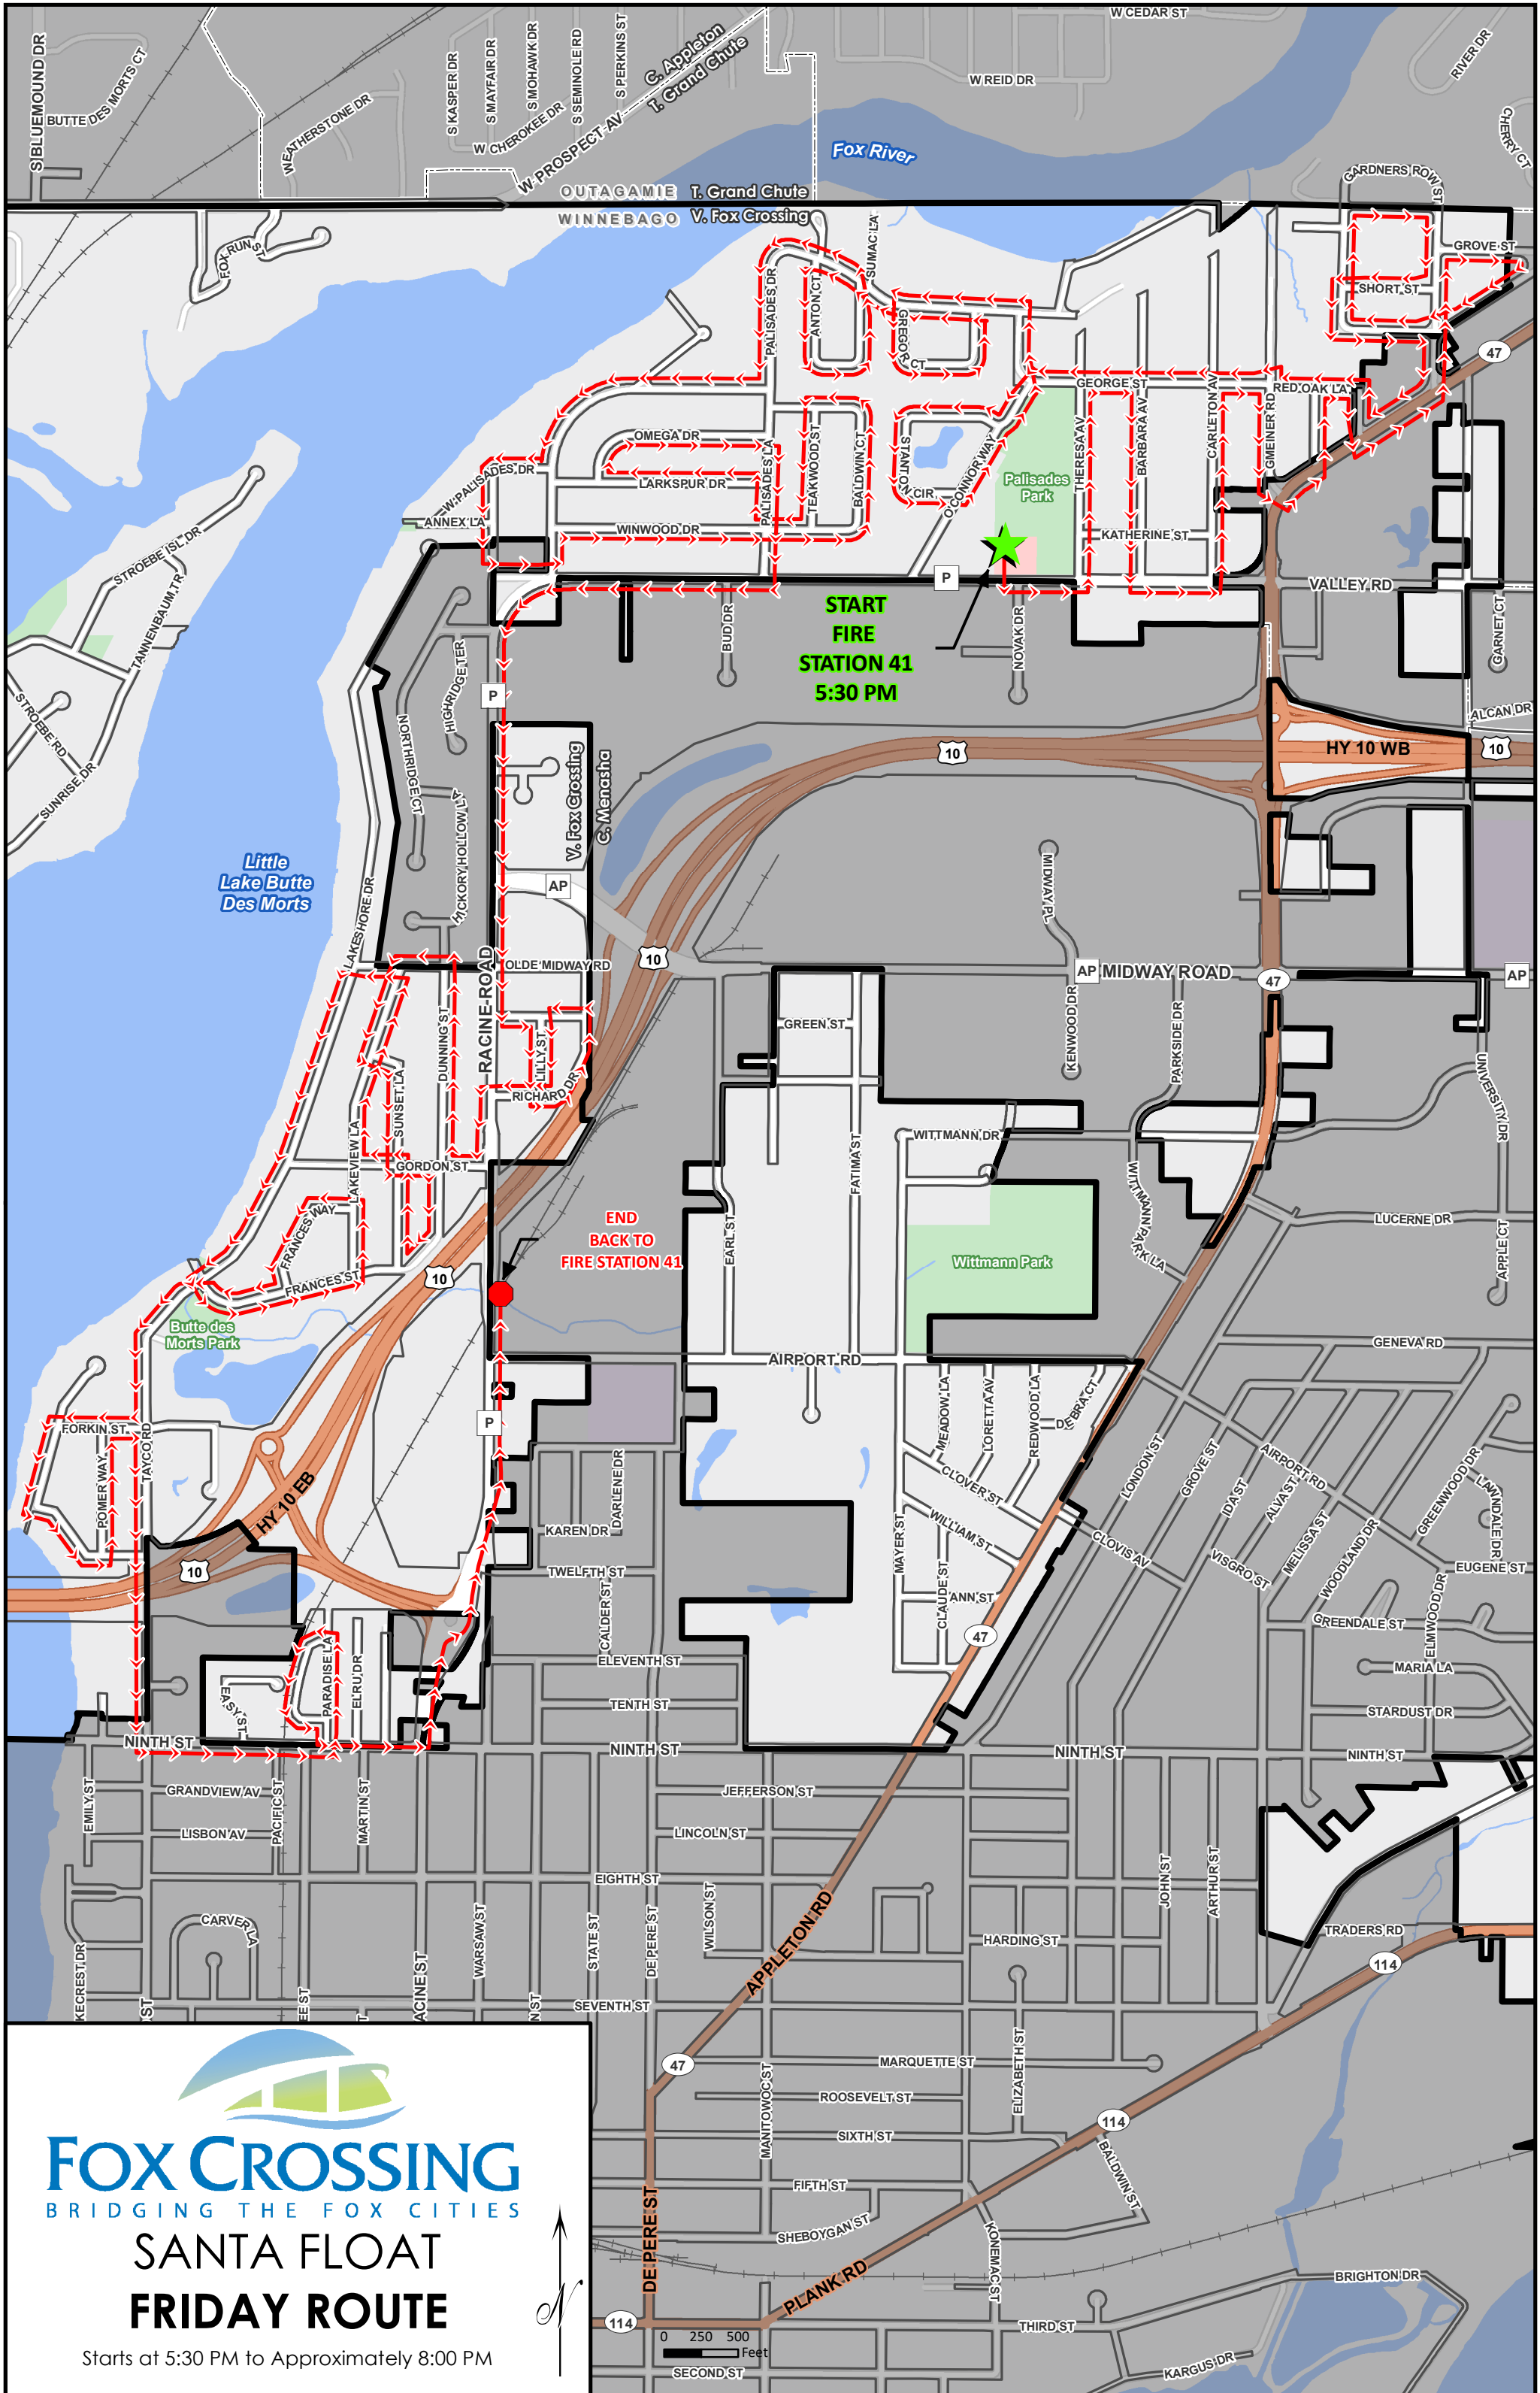 W CEDAR ST
S BLUEMOUND DR
BUTTE DES MORTS CT
WEATHERSTONE DR
S KASPER DR
S MAYFAIR DR
S MOHAWK DR
S SEMINOLE RD
S PERKINS ST
W CHEROKEE DR
W PROSPECT AV
C. Appleton
T. Grand Chute
W REID DR
RIVER DR
CHERRY CT
Fox River
OUTAGAMIE
T. Grand Chute
WINNEBAGO
V. Fox Crossing
GARDNERS ROW ST
FOX RUN ST
SUMAC LA
GROVE ST
SHORT ST
PALISADES DR
ANTON CT
GREGOR CT
47
GEORGE ST
RED OAK LA
OMEGA DR
W PALISADES DR
LARKSPUR DR
PALISADES LA
TEAKWOOD ST
BALDWIN CT
STANTON CIR
O'CONNOR WAY
Palisades
Park
THERESA AV
BARBARA AV
CARLETON AV
GMEINER RD
ANNEX LA
WINWOOD DR
KATHERINE ST
STROEBE ISL DR
TANNENBAUM TR
P
VALLEY RD
START
FIRE
STATION 41
5:30 PM
BUD DR
NOVAK DR
GARNET CT
STROEBE RD
SUNRISE DR
HIGHRIDGE TER
NORTHRIDGE CT
P
ALCAN DR
10
HY 10 WB
10
V. Fox Crossing
C. Menasha
HICKORY HOLLOW LA
Little
Lake Butte
Des Morts
AP
MIDWAY PL
LAKESHORE DR
RACINE ROAD
OLDE MIDWAY RD
10
AP
MIDWAY ROAD
47
AP
GREEN ST
KENWOOD DR
PARKSIDE DR
UNIVERSITY DR
DUNNING ST
LILLY ST
RICHARD DR
SUNSET LA
LAKEVIEW LA
GORDON ST
WITTMANN DR
FATIMA ST
WITTMANN PARK LA
FRANCES WAY
FRANCES ST
END
BACK TO
FIRE STATION 41
EARL ST
LUCERNE DR
APPLE CT
Wittmann Park
10
Butte des
Morts Park
GENEVA RD
AIRPORT RD
FORKIN ST
TAYCO RD
POMER WAY
P
MEADOW LA
LORETTA AV
REDWOOD LA
DEBRA CT
CLOVER ST
WILLIAM ST
MAYER ST
CLAUDE ST
ANN ST
LONDON ST
GROVE ST
IDA ST
ALVA ST
AIRPORT RD
MELISSA ST
WOODLAND DR
GREENWOOD DR
LAWNDALE DR
HY 10 EB
DARLENE DR
KAREN DR
TWELFTH ST
CALDER ST
CLOVIS AV
VISGRO ST
EUGENE ST
10
GREENDALE ST
ELMWOOD DR
47
ELEVENTH ST
MARIA LA
EASY ST
PARADISE LA
ELRU DR
TENTH ST
STARDUST DR
NINTH ST
NINTH ST
NINTH ST
NINTH ST
EMILY ST
GRANDVIEW AV
PACIFIC ST
MARTIN ST
JEFFERSON ST
LISBON AV
LINCOLN ST
EIGHTH ST
JOHN ST
ARTHUR ST
CARVER LA
WARSAW ST
STATE ST
DE PERE ST
WILSON ST
APPLETON RD
HARDING ST
TRADERS RD
114
KECREST DR
ACINE ST
SEVENTH ST
47
MARQUETTE ST
ELIZABETH ST
MANITOWOC ST
ROOSEVELT ST
114
SIXTH ST
BALDWIN ST
FIFTH ST
SHEBOYGAN ST
KONEMAC ST
DE PERE ST
PLANK RD
BRIGHTON DR
114
THIRD ST
KARGUS DR
SECOND ST
0 250 500
Feet
FOX CROSSING
BRIDGING THE FOX CITIES
SANTA FLOAT
FRIDAY ROUTE
Starts at 5:30 PM to Approximately 8:00 PM
N